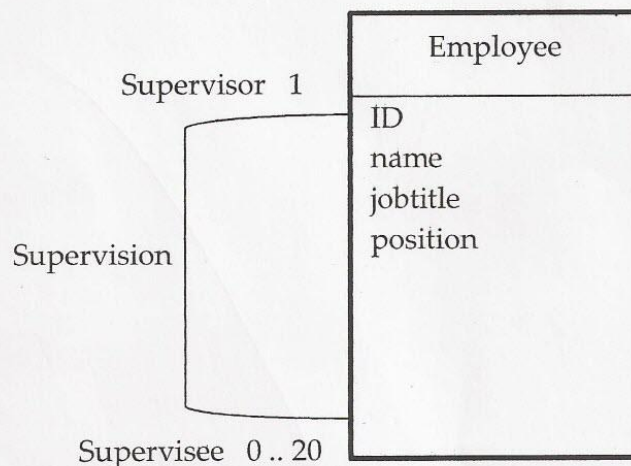 Employee
Supervisor 1
ID
name
jobtitle
position
Supervision
Supervisee 0 .. 20